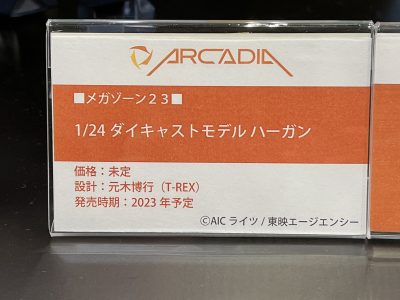 ARCADIA
■メガゾーン２３■
1/24 ダイキャストモデル ハーガン
価格：未定
設計：元木博行（T-REX）
発売時期：2023 年予定
©AIC ライツ / 東映エージエンシー